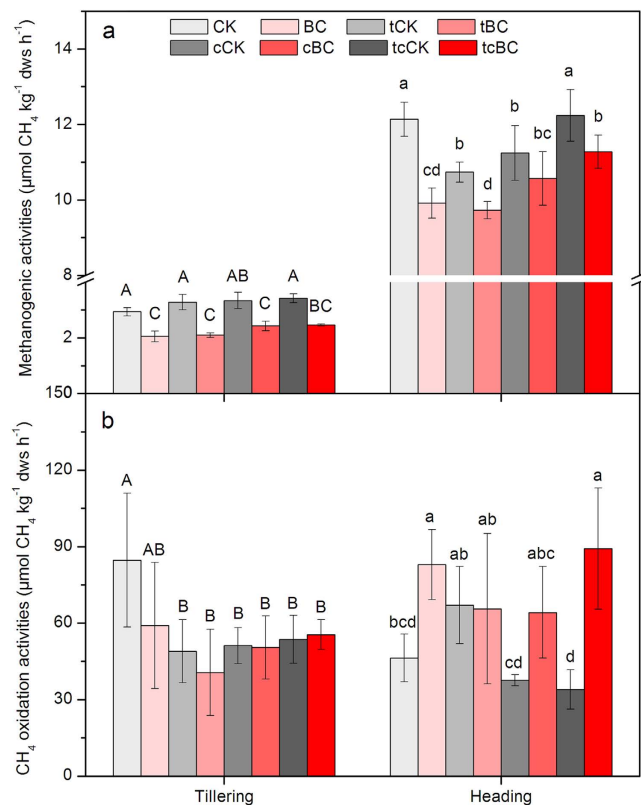 a
CK BC tCK tBC
cCK cBC tcCK tcBC
Methanogenic activities (µmol CH₄ kg⁻¹ dws h⁻¹)
14
12
10
8
2
a cd b d b bc a b
A C A C AB C A BC
b
CH₄ oxidation activities (µmol CH₄ kg⁻¹ dws h⁻¹)
150
120
90
60
30
0
A AB B B B B B B
bcd a ab ab cd abc d a
Tillering Heading